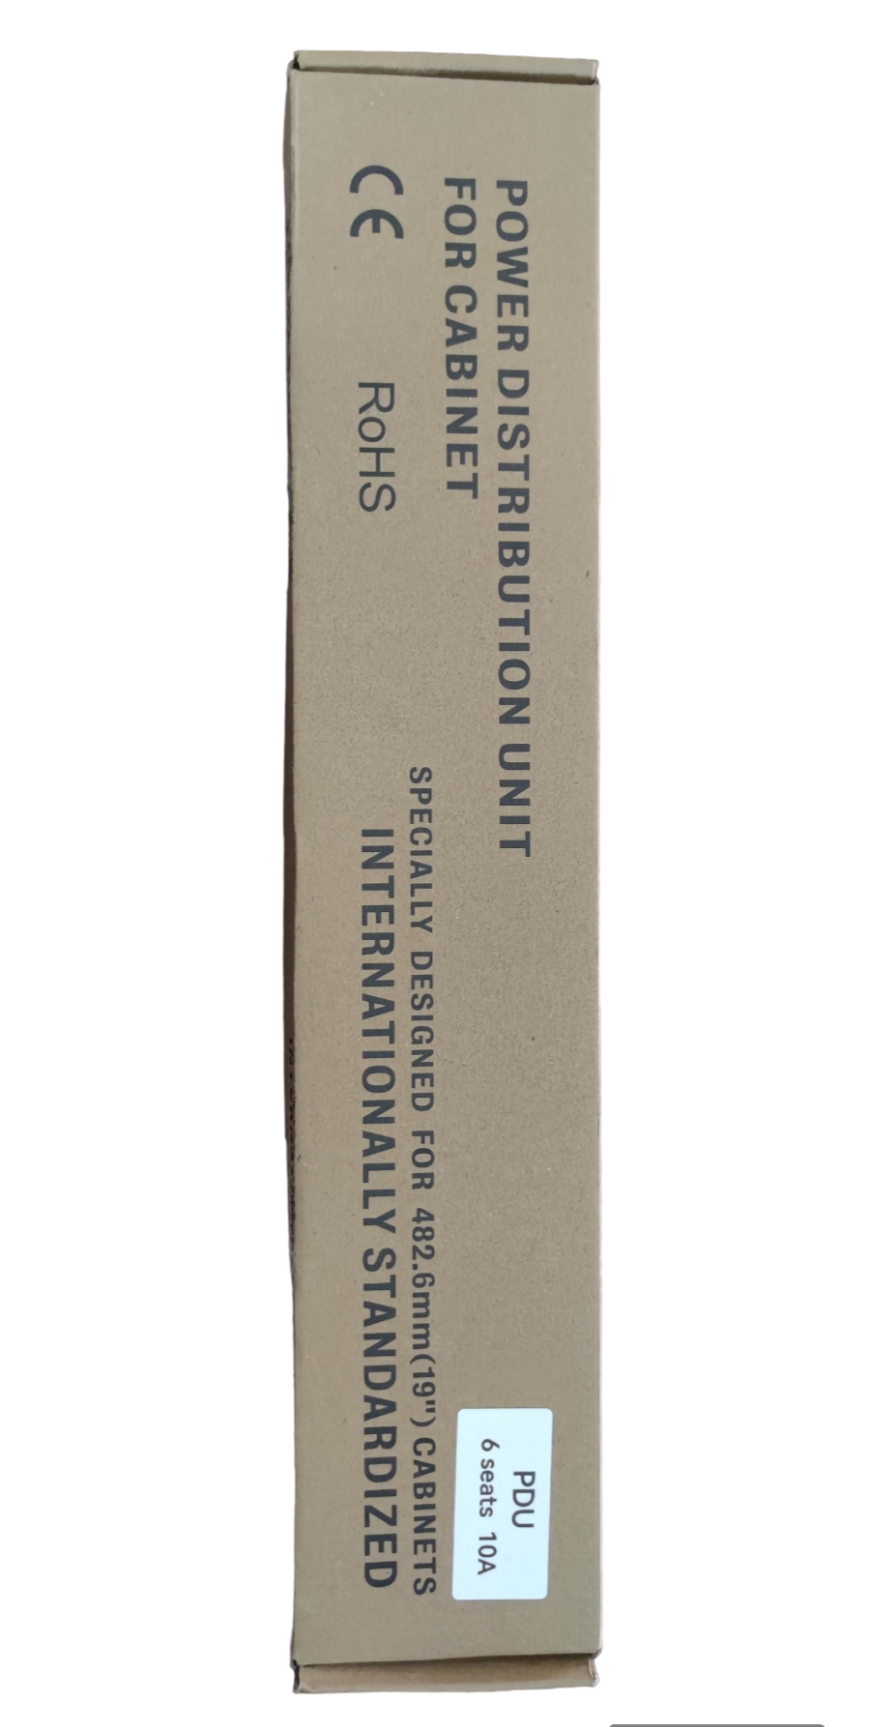 POWER DISTRIBUTION UNIT
FOR CABINET
CE RoHS
SPECIALLY DESIGNED FOR 482.6mm(19") CABINETS
INTERNATIONALLY STANDARDIZED
PDU
6 seats 10A